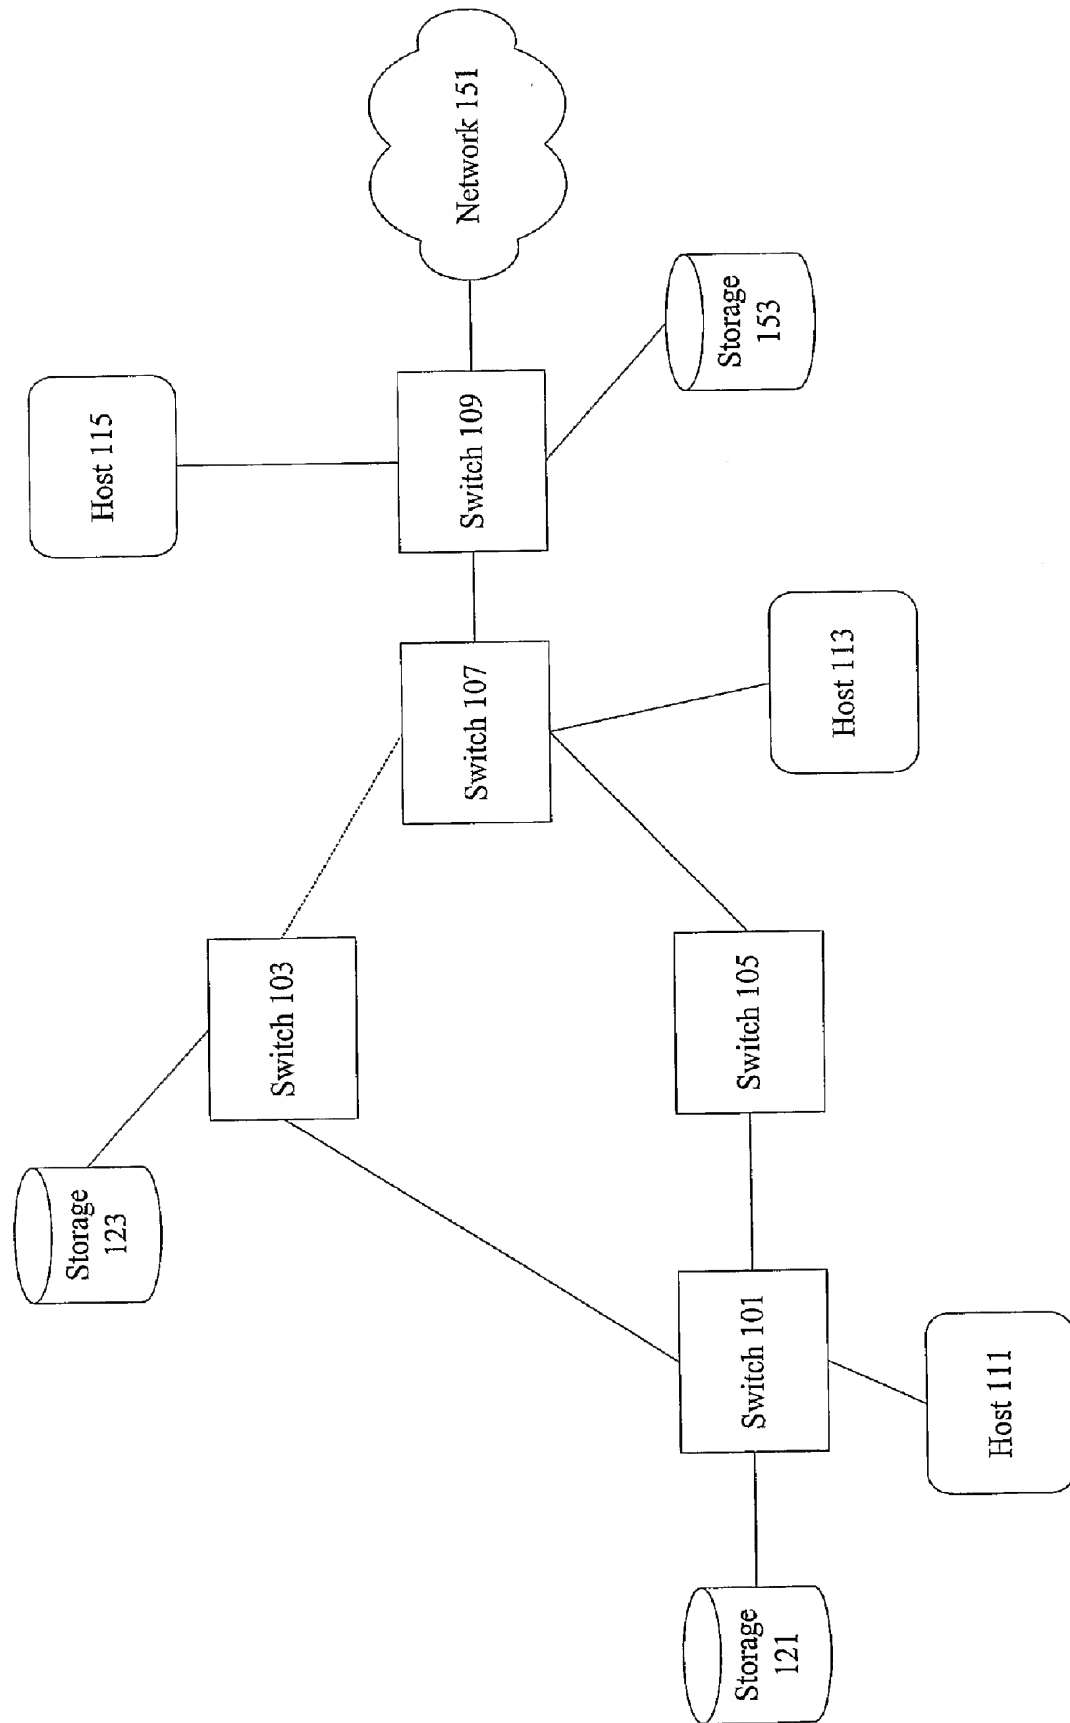 Storage
123
Host 115
Switch 103
Switch 107
Switch 109
Network 151
Storage
121
Switch 101
Switch 105
Storage
153
Host 113
Host 111